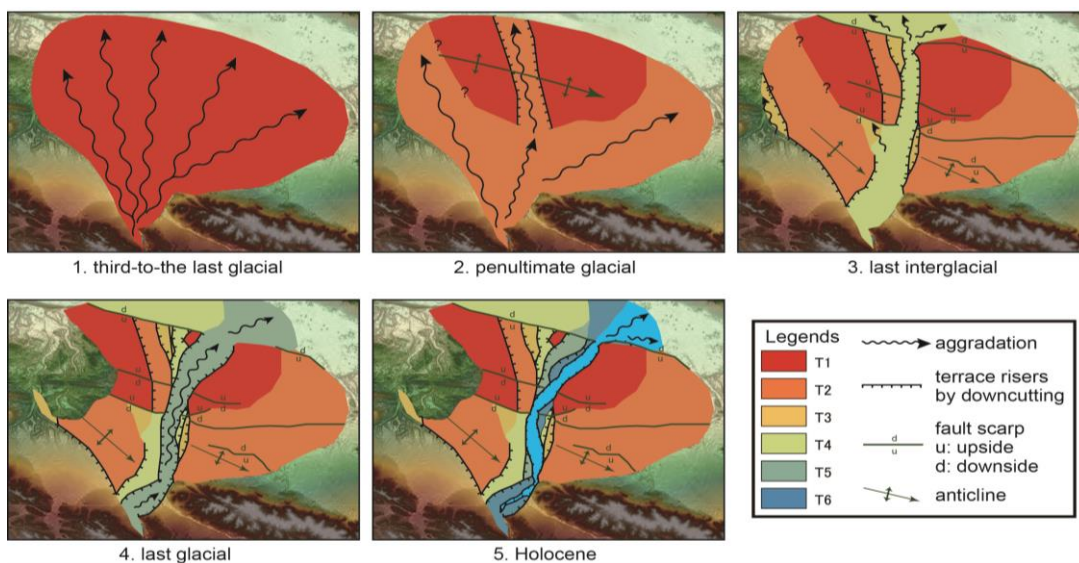 1. third-to-the last glacial
? ?
2. penultimate glacial
d u
? ?
u d
u d
u d
u d
d u
3. last interglacial
d u
u d
u d
u d
d u
d u
4. last glacial
d u
u d
u d
u d
d u
d u
5. Holocene
Legends
T1
T2
T3
T4
T5
T6
aggradation
terrace risers
by downcutting
d
u
fault scarp
u: upside
d: downside
anticline